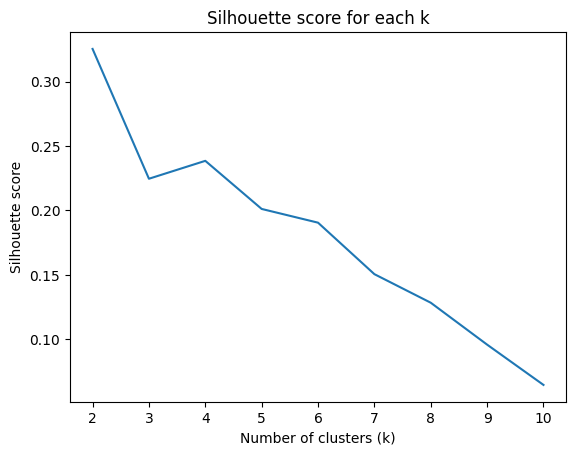 Silhouette score for each k
Silhouette score
0.30
0.25
0.20
0.15
0.10
2 3 4 5 6 7 8 9 10
Number of clusters (k)